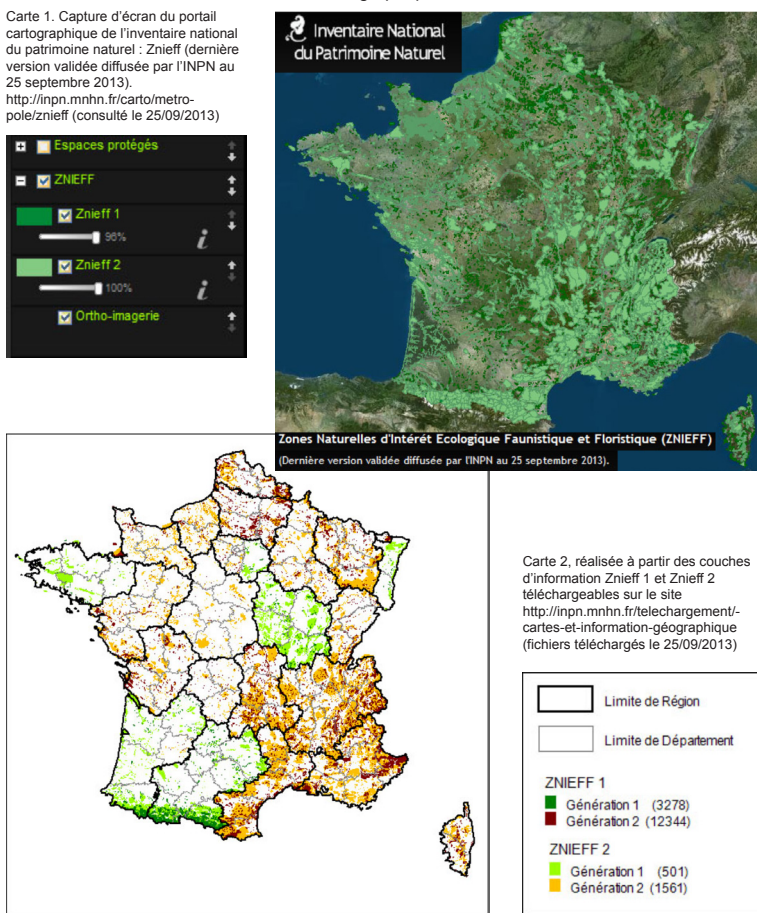 Carte 1. Capture d'écran du portail
cartographique de l'inventaire national
du patrimoine naturel : Znieff (dernière
version validée diffusée par l'INPN au
25 septembre 2013).
http://inpn.mnhn.fr/carto/metro-
pole/znieff (consulté le 25/09/2013)
Espaces protégés
ZNIEFF
Znieff 1
96%
i
Znieff 2
100%
i
Ortho-imagerie
Inventaire National
du Patrimoine Naturel
Zones Naturelles d'Intérét Ecologique Faunistique et Floristique (ZNIEFF)
(Dernière version validée diffusée par l'INPN au 25 septembre 2013).
Carte 2, réalisée à partir des couches
d'information Znieff 1 et Znieff 2
téléchargeables sur le site
http://inpn.mnhn.fr/telechargement/-
cartes-et-information-géographique
(fichiers téléchargés le 25/09/2013)
Limite de Région
Limite de Département
ZNIEFF 1
Génération 1 (3278)
Génération 2 (12344)
ZNIEFF 2
Génération 1 (501)
Génération 2 (1561)